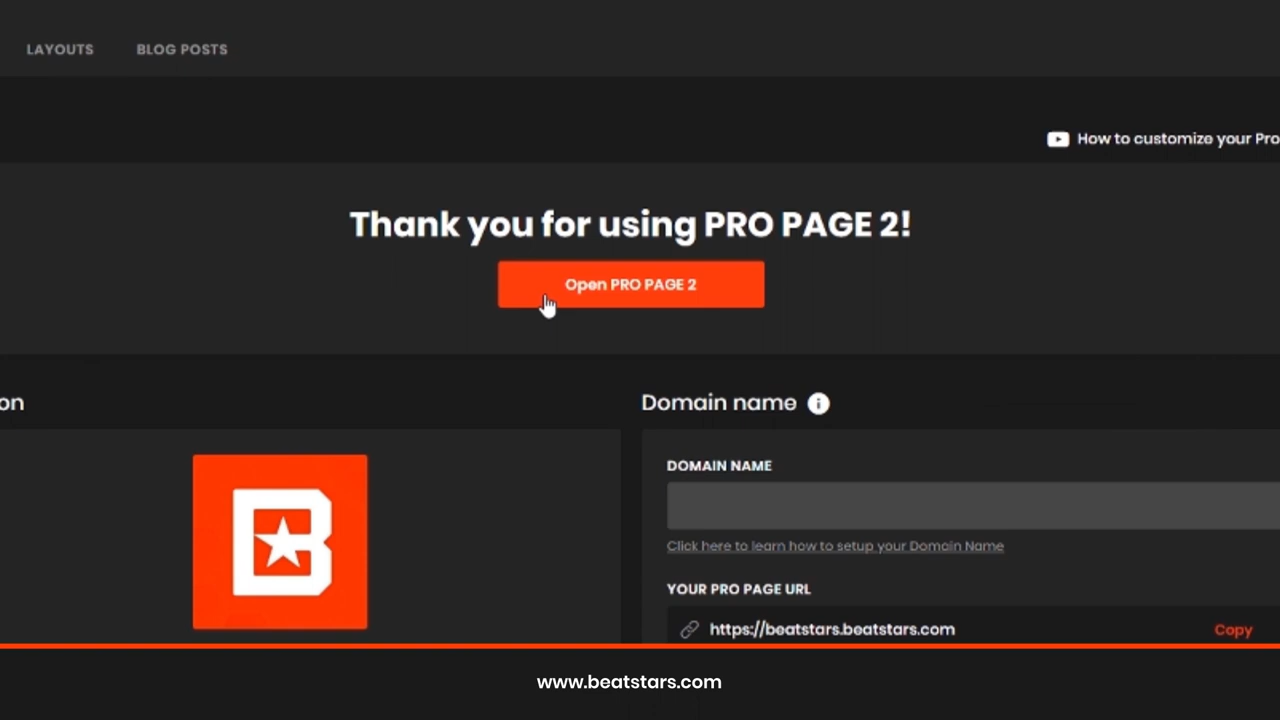 LAYOUTS BLOG POSTS
How to customize your Pro
Thank you for using PRO PAGE 2!
Open PRO PAGE 2
on
Domain name
DOMAIN NAME
Click here to learn how to setup your Domain Name
YOUR PRO PAGE URL
https://beatstars.beatstars.com Copy
www.beatstars.com